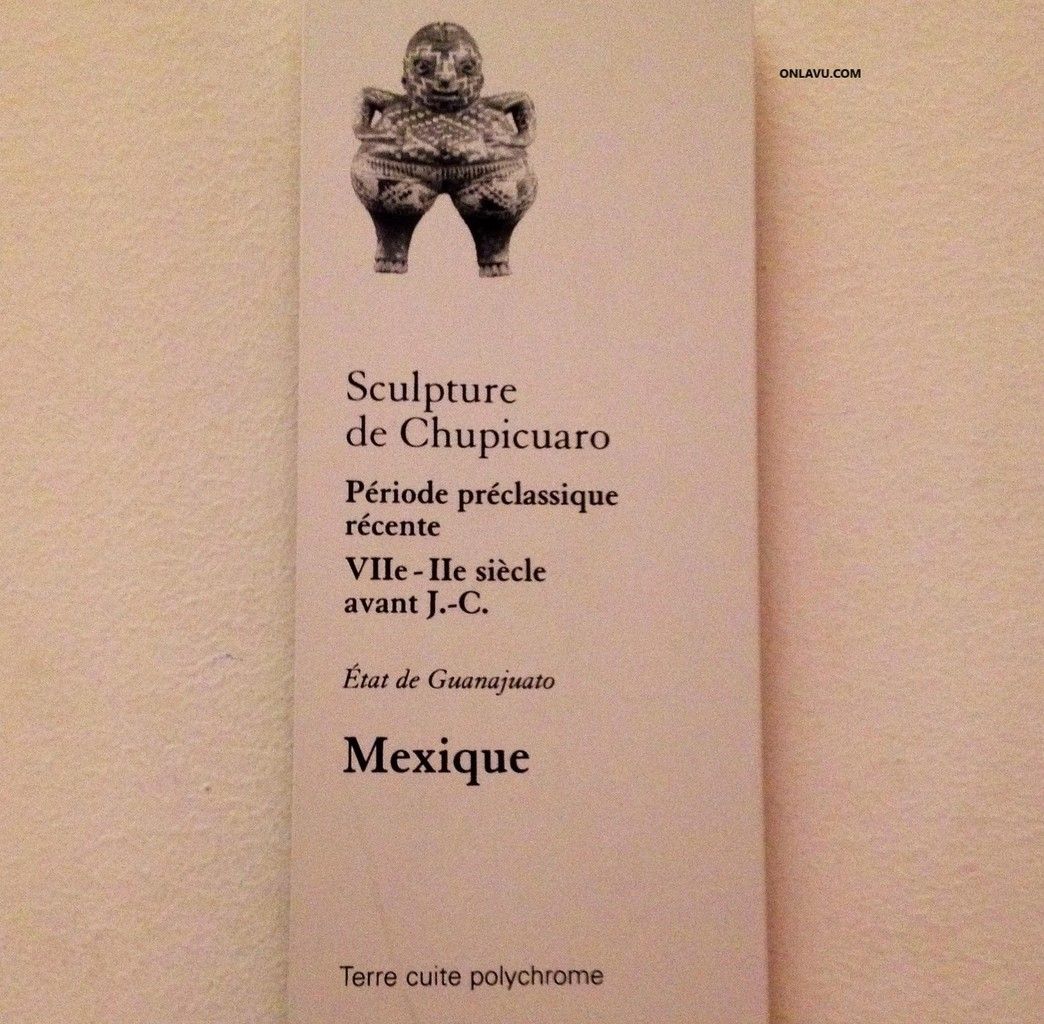 ONLAVU.COM
Sculpture
de Chupicuaro
Période préclassique
récente
VIIe - IIe siècle
avant J.-C.
État de Guanajuato
Mexique
Terre cuite polychrome